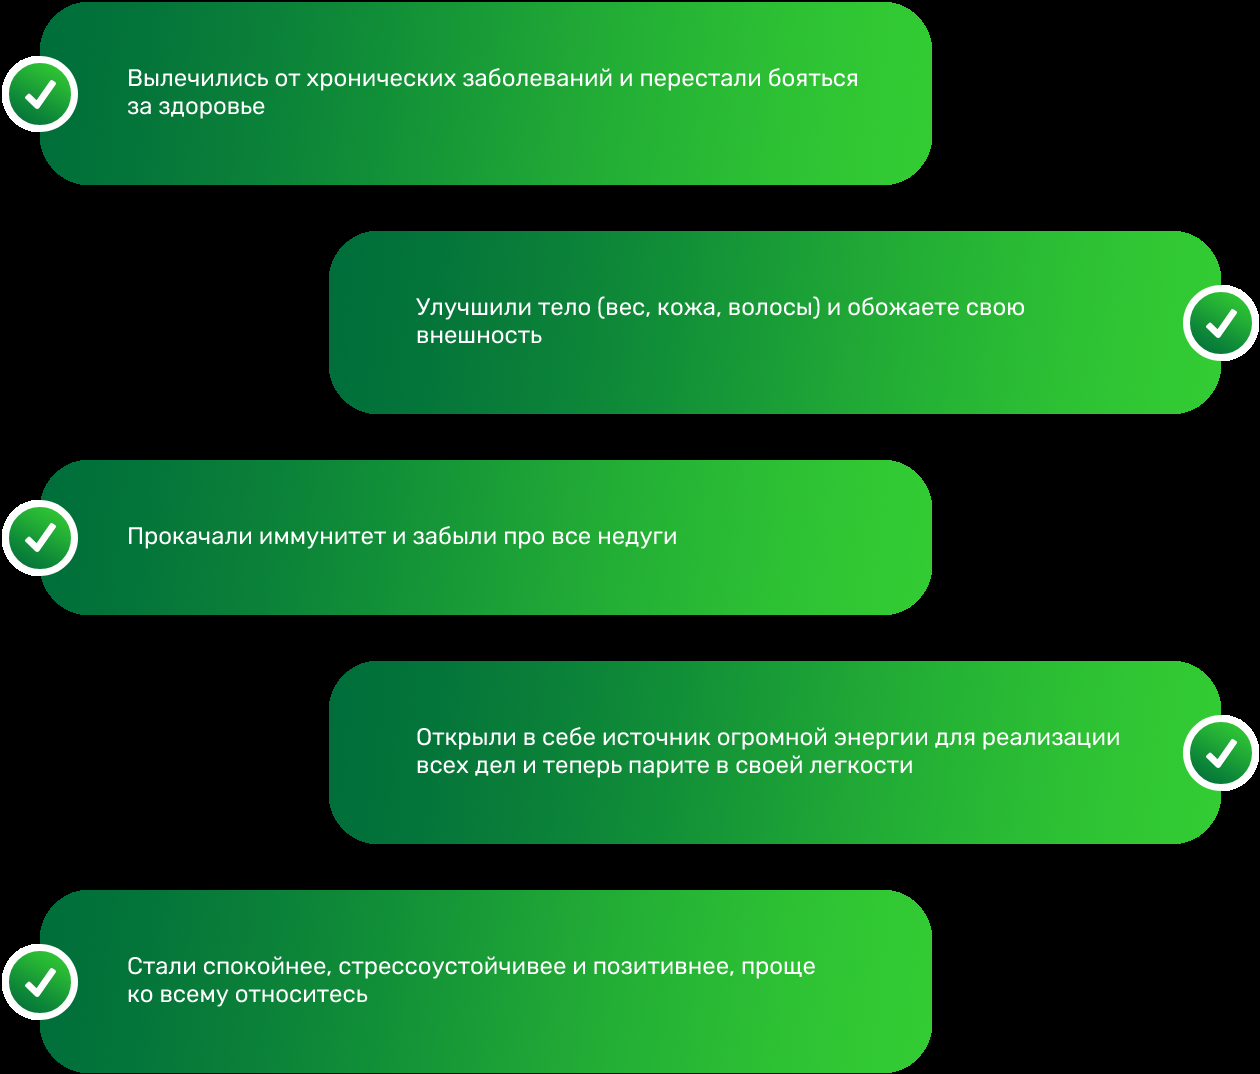 Вылечились от хронических заболеваний и перестали бояться
за здоровье
Улучшили тело (вес, кожа, волосы) и обожаете свою
внешность
Прокачали иммунитет и забыли про все недуги
Открыли в себе источник огромной энергии для реализации
всех дел и теперь парите в своей легкости
Стали спокойнее, стрессоустойчивее и позитивнее, проще
ко всему относитесь